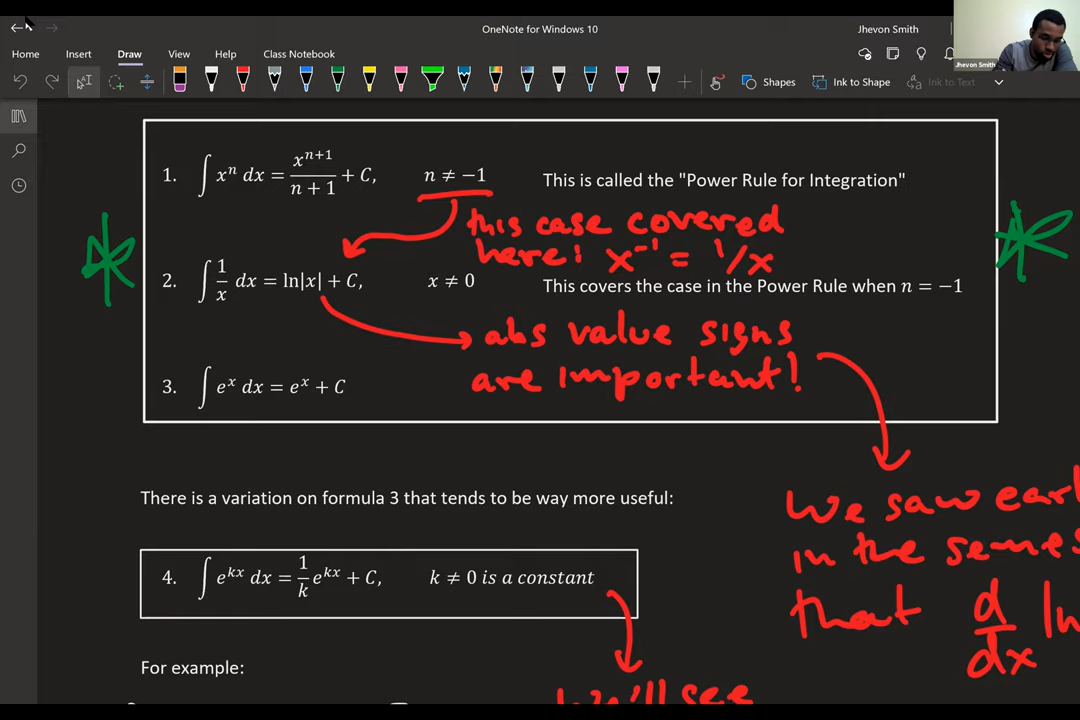 OneNote for Windows 10
Jhevon Smith
Jhevon Smith
Home Insert Draw View Help Class Notebook
Shapes Ink to Shape Ink to Text
1. ∫ xⁿ dx = xⁿ⁺¹/(n + 1) + C, n ≠ −1 This is called the "Power Rule for Integration"
this case covered
here: x⁻¹ = 1/x
2. ∫ 1/x dx = ln|x| + C, x ≠ 0 This covers the case in the Power Rule when n = −1
abs value signs
are important!
3. ∫ eˣ dx = eˣ + C
There is a variation on formula 3 that tends to be way more useful:
We saw earl
in the semes
that d/dx ln
4. ∫ eᵏˣ dx = 1/k eᵏˣ + C, k ≠ 0 is a constant
For example:
We'll see